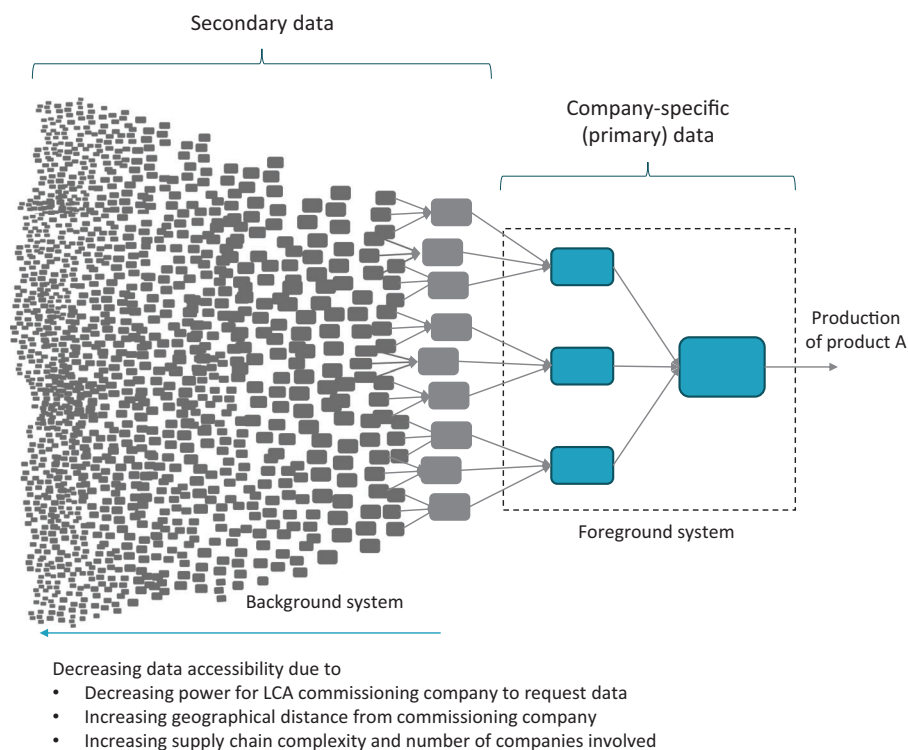 Secondary data
Company-specific
(primary) data
Production
of product A
Foreground system
Background system
Decreasing data accessibility due to
• Decreasing power for LCA commissioning company to request data
• Increasing geographical distance from commissioning company
• Increasing supply chain complexity and number of companies involved